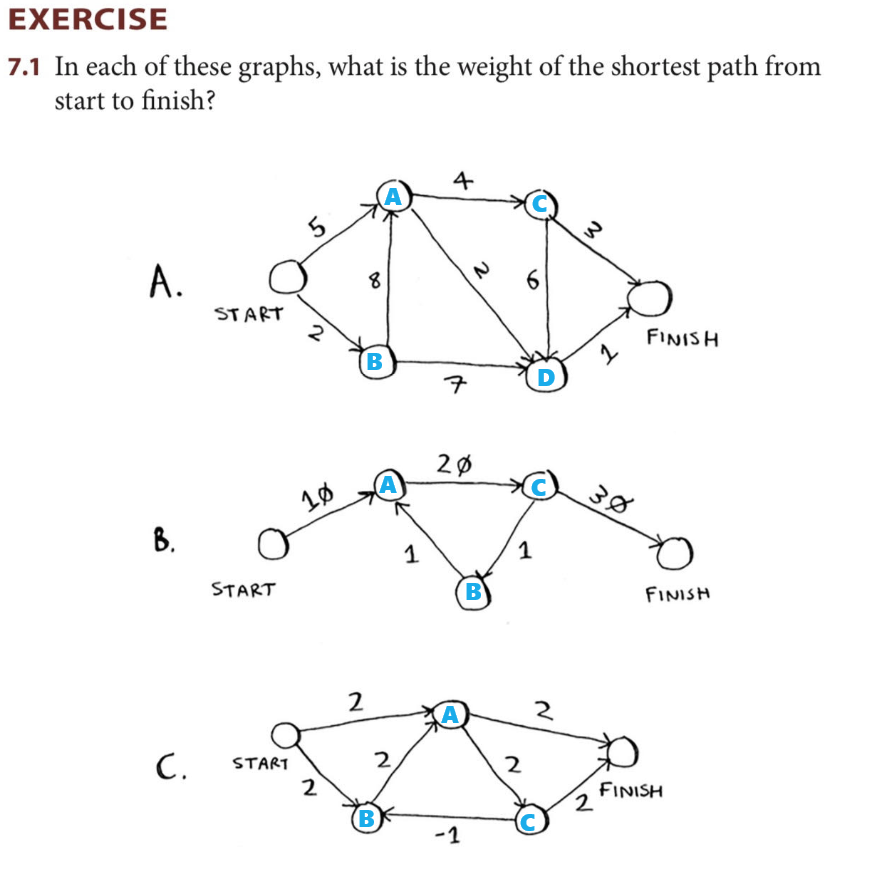 EXERCISE
7.1 In each of these graphs, what is the weight of the shortest path from
start to finish?
A.
START
5
2
A
8
B
4
2
7
C
6
D
3
1
FINISH
B.
START
10
A
20
1
B
C
1
30
FINISH
C.
START
2
2
A
2
B
2
2
-1
C
2
FINISH